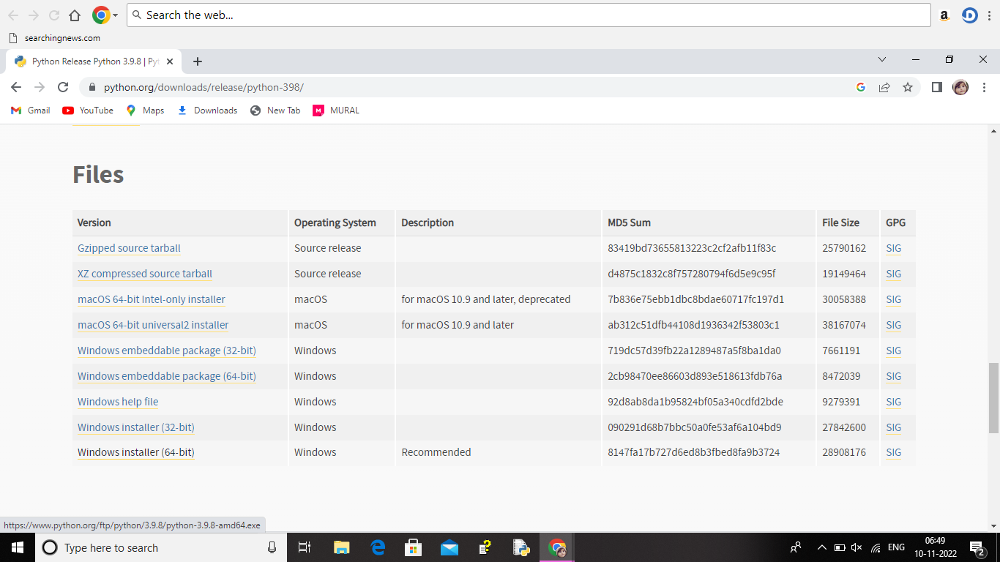 Search the web...
searchingnews.com
Python Release Python 3.9.8 | Pyt
python.org/downloads/release/python-398/
Gmail YouTube Maps Downloads New Tab MURAL
Files
Version Operating System Description MD5 Sum File Size GPG
Gzipped source tarball Source release 83419bd73655813223c2cf2afb11f83c 25790162 SIG
XZ compressed source tarball Source release d4875c1832c8f757280794f6d5e9c95f 19149464 SIG
macOS 64-bit Intel-only installer macOS for macOS 10.9 and later, deprecated 7b836e75ebb1dbc8bdae60717fc197d1 30058388 SIG
macOS 64-bit universal2 installer macOS for macOS 10.9 and later ab312c51dfb44108d1936342f53803c1 38167074 SIG
Windows embeddable package (32-bit) Windows 719dc57d39fb22a1289487a5f8ba1da0 7661191 SIG
Windows embeddable package (64-bit) Windows 2cb98470ee86603d893e518613fdb76a 8472039 SIG
Windows help file Windows 92d8ab8da1b95824bf05a340cdfd2bde 9279391 SIG
Windows installer (32-bit) Windows 090291d68b7bbc50a0fe53af6a104bd9 27842600 SIG
Windows installer (64-bit) Windows Recommended 8147fa17b727d6ed8b3fbed8fa9b3724 28908176 SIG
https://www.python.org/ftp/python/3.9.8/python-3.9.8-amd64.exe
Type here to search
ENG
06:49
10-11-2022
2